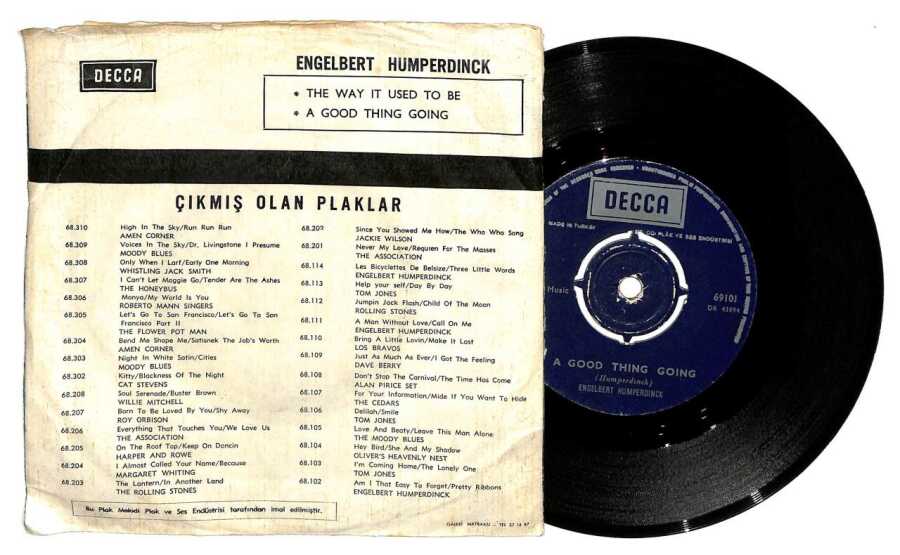 DECCA
ENGELBERT HUMPERDINCK
* THE WAY IT USED TO BE
* A GOOD THING GOING
ÇIKMIŞ OLAN PLAKLAR
68.310 High In The Sky/Run Run Run
AMEN CORNER
68.309 Voices In The Sky/Dr. Livingstone I Presume
MOODY BLUES
68.308 Only When I Larf/Early One Morning
WHISTLING JACK SMITH
68.307 I Can't Let Maggie Go/Tender Are The Ashes
THE HONEYBUS
68.306 Manya/My World Is You
ROBERTO MANN SINGERS
68.305 Let's Go To San Francisco/Let's Go To San
Francisco Part II
THE FLOWER POT MAN
68.304 Bend Me Shape Me/Satisnek The Job's Worth
AMEN CORNER
68.303 Night In White Satin/Cities
MOODY BLUES
68.302 Kitty/Blackness Of The Night
CAT STEVENS
68.208 Soul Serenade/Buster Brown
WILLIE MITCHELL
68.207 Born To Be Loved By You/Shy Away
ROY ORBISON
68.206 Everything That Touches You/We Love Us
THE ASSOCIATION
68.205 On The Roof Top/Keep On Dancin
HARPER AND ROWE
68.204 I Almost Called Your Name/Because
MARGARET WHITING
68.203 The Lantern/In Another Land
THE ROLLING STONES
68.202 Since You Showed Me How/The Who Who Song
JACKIE WILSON
68.201 Never My Love/Requıen For The Masses
THE ASSOCIATION
68.114 Les Bicyclettes De Belsize/Three Little Words
ENGELBERT HUMPERDINCK
68.113 Help your self/Day By Day
TOM JONES
68.112 Jumpin Jack Flash/Child Of The Moon
ROLLING STONES
68.111 A Man Without Love/Call On Me
ENGELBERT HUMPERDINCK
68.110 Bring A Little Lovin/Make It Lost
LOS BRAVOS
68.109 Just As Much As Ever/I Got The Feeling
DAVE BERRY
68.108 Don't Stop The Carnival/The Time Has Come
ALAN PIRICE SET
68.107 For Your Information/Mide If You Want To Hide
THE CEDARS
68.106 Delilah/Smile
TOM JONES
68.105 Love And Beaty/Leave This Man Alone
THE MOODY BLUES
68.104 Hey Bird/She And My Shadow
OLIVER'S HEAVENLY NEST
68.103 I'm Coming Home/The Lonely One
TOM JONES
68.102 Am I That Easy To Forget/Pretty Ribbons
ENGELBERT HUMPERDINCK
Bu Plak Melodi Plak ve Ses Endüstrisi tarafından imal edilmiştir.
DECCA
MADE IN TURKEY
PLÂK VE SES ENDÜSTRİSİ
Music
69101
A GOOD THING GOING
(Humperdinck)
ENGELBERT HUMPERDINCK